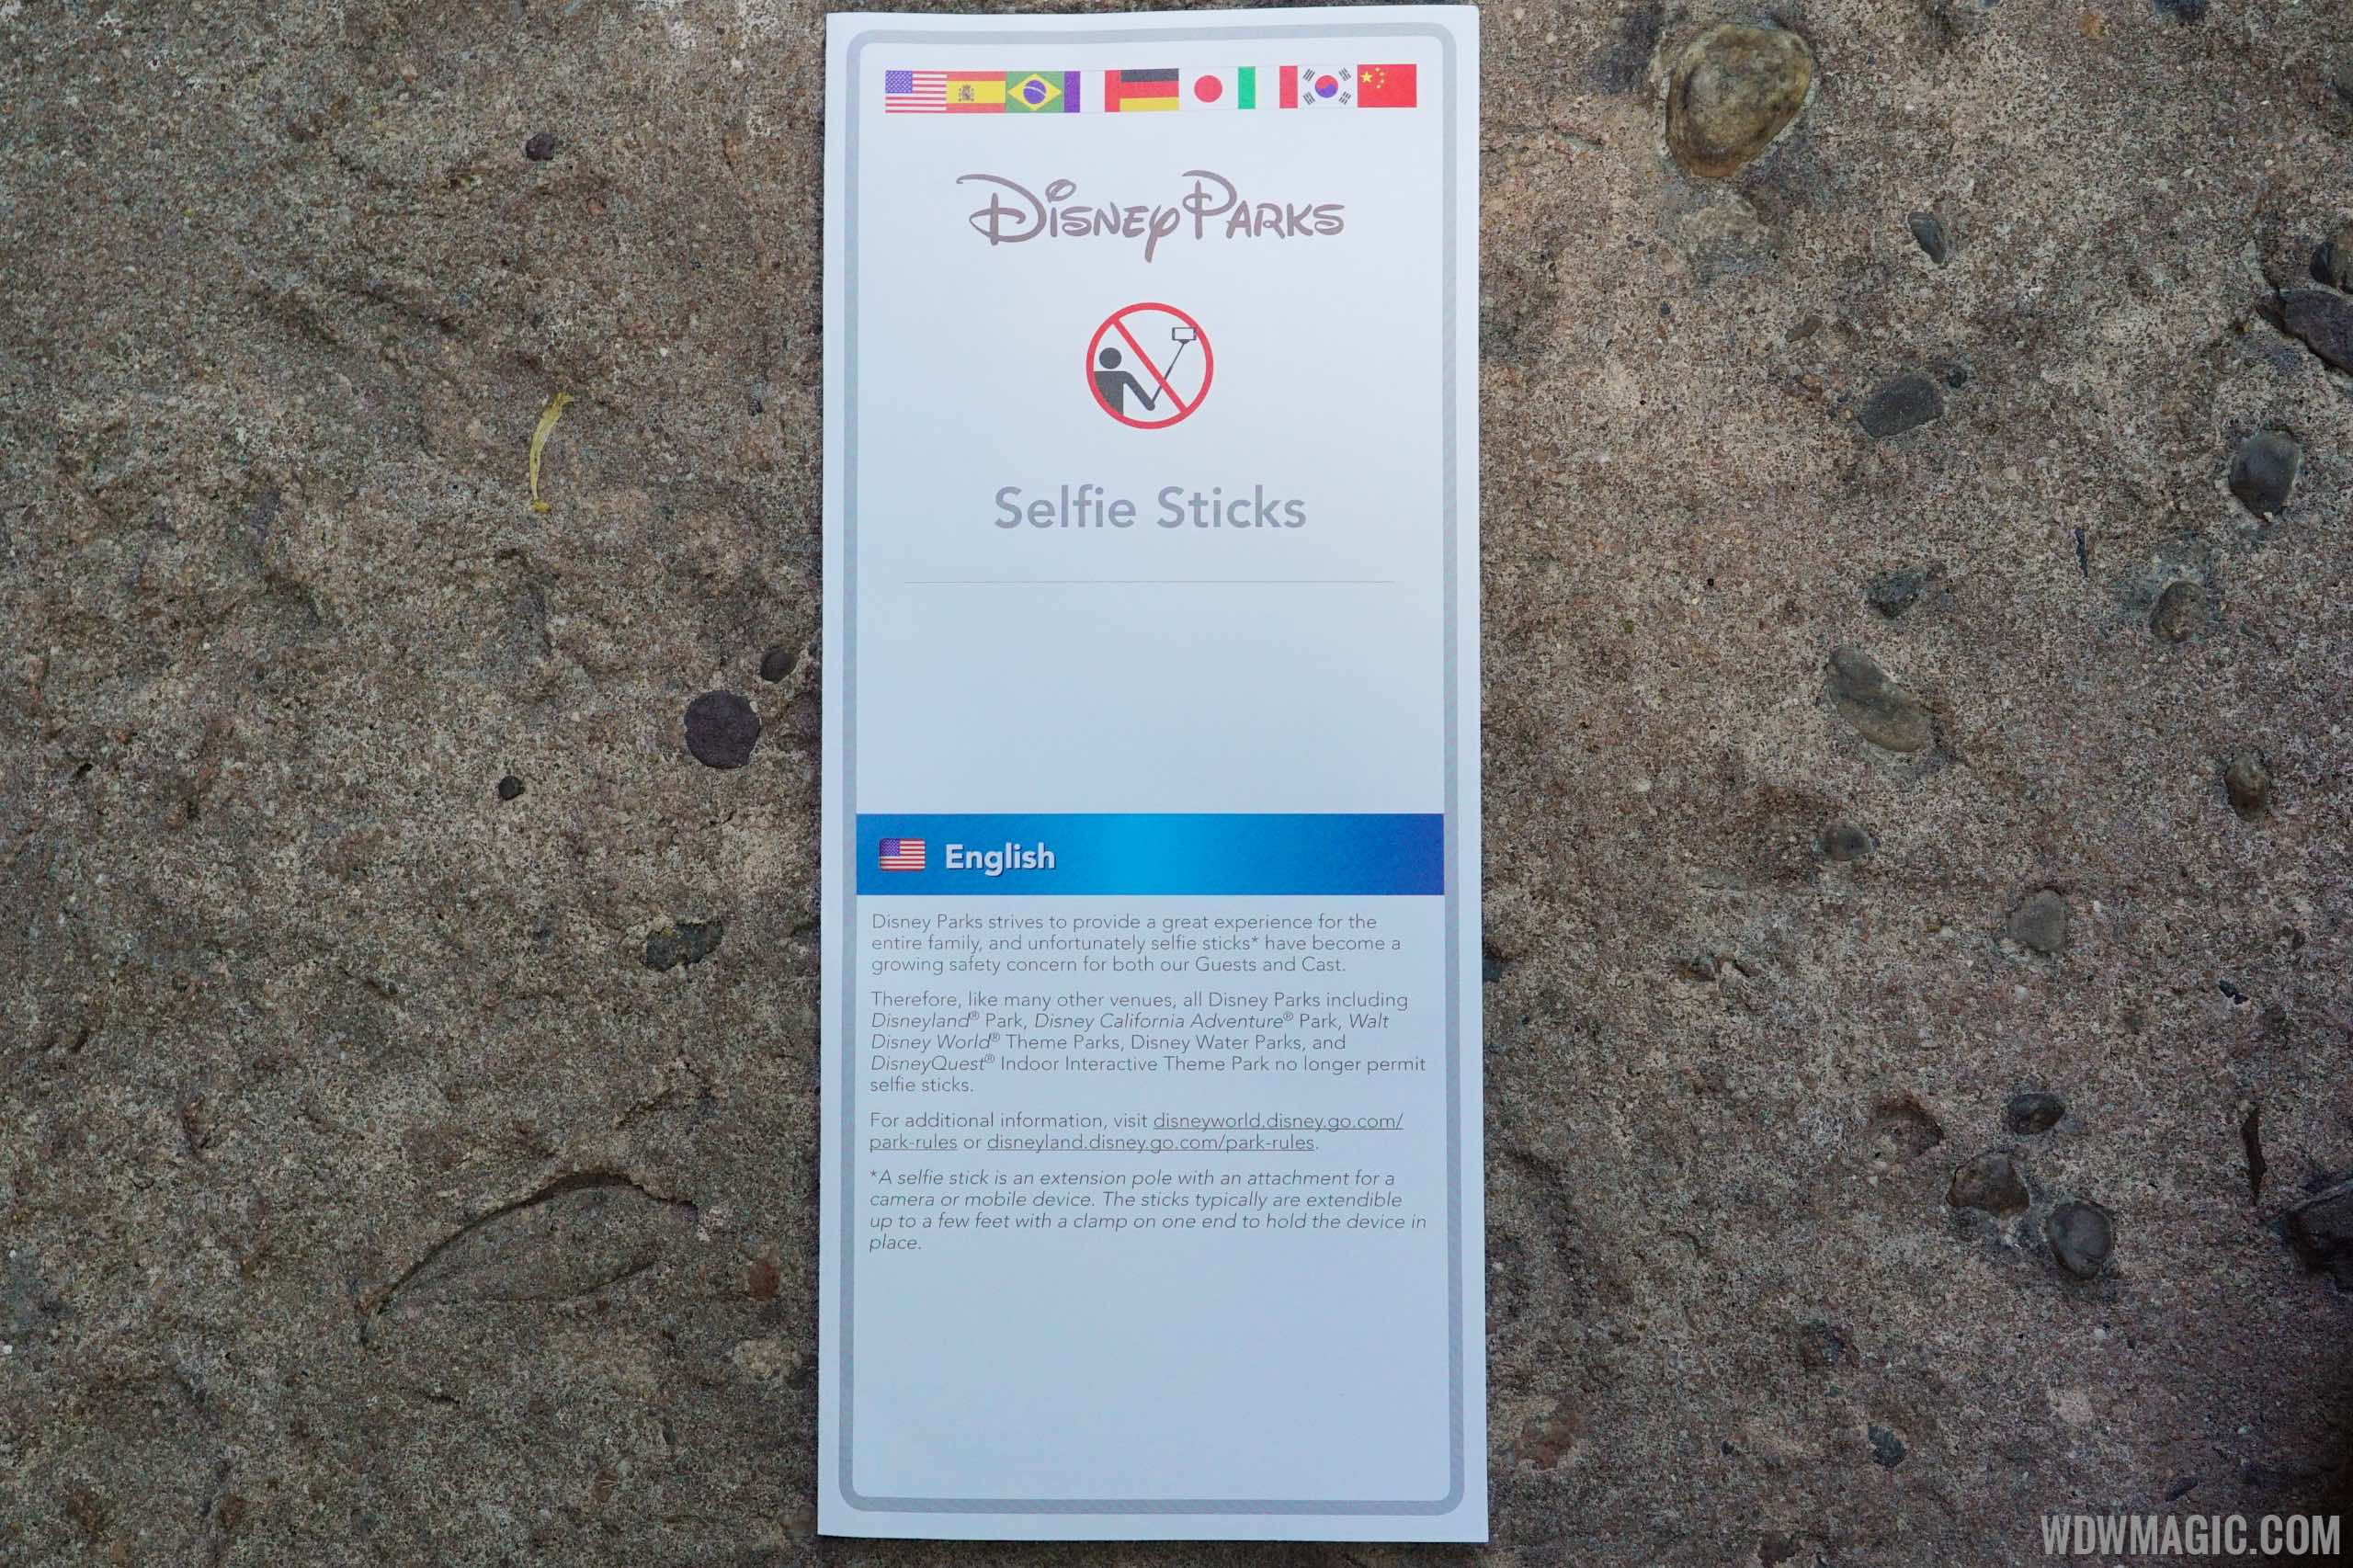 Disney Parks
Selfie Sticks
English
Disney Parks strives to provide a great experience for the
entire family, and unfortunately selfie sticks* have become a
growing safety concern for both our Guests and Cast.
Therefore, like many other venues, all Disney Parks including
Disneyland® Park, Disney California Adventure® Park, Walt
Disney World® Theme Parks, Disney Water Parks, and
DisneyQuest® Indoor Interactive Theme Park no longer permit
selfie sticks.
For additional information, visit disneyworld.disney.go.com/
park-rules or disneyland.disney.go.com/park-rules.
*A selfie stick is an extension pole with an attachment for a
camera or mobile device. The sticks typically are extendible
up to a few feet with a clamp on one end to hold the device in
place.
WDWMAGIC.COM